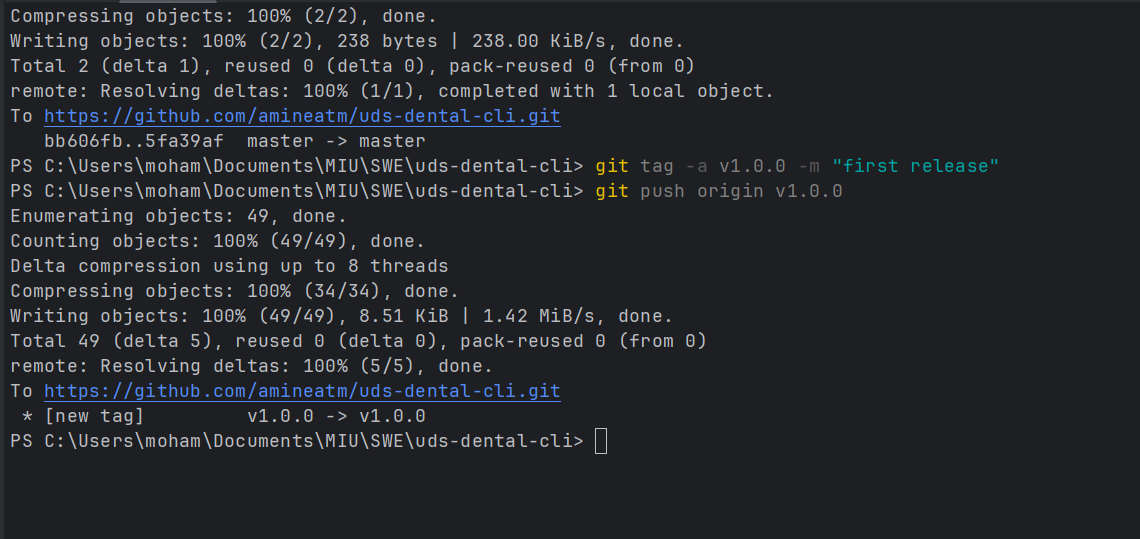 Compressing objects: 100% (2/2), done.
Writing objects: 100% (2/2), 238 bytes | 238.00 KiB/s, done.
Total 2 (delta 1), reused 0 (delta 0), pack-reused 0 (from 0)
remote: Resolving deltas: 100% (1/1), completed with 1 local object.
To https://github.com/amineatm/uds-dental-cli.git
   bb606fb..5fa39af  master -> master
PS C:\Users\moham\Documents\MIU\SWE\uds-dental-cli> git tag -a v1.0.0 -m "first release"
PS C:\Users\moham\Documents\MIU\SWE\uds-dental-cli> git push origin v1.0.0
Enumerating objects: 49, done.
Counting objects: 100% (49/49), done.
Delta compression using up to 8 threads
Compressing objects: 100% (34/34), done.
Writing objects: 100% (49/49), 8.51 KiB | 1.42 MiB/s, done.
Total 49 (delta 5), reused 0 (delta 0), pack-reused 0 (from 0)
remote: Resolving deltas: 100% (5/5), done.
To https://github.com/amineatm/uds-dental-cli.git
 * [new tag]         v1.0.0 -> v1.0.0
PS C:\Users\moham\Documents\MIU\SWE\uds-dental-cli>